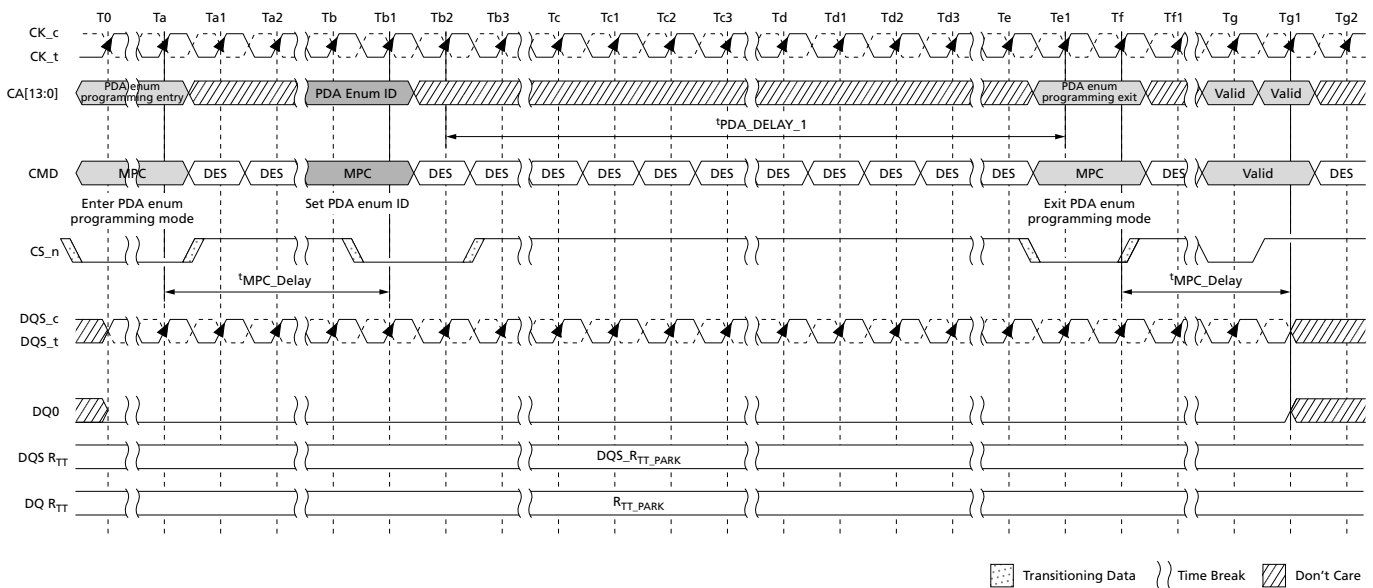 T0 Ta Ta1 Ta2 Tb Tb1 Tb2 Tb3 Tc Tc1 Tc2 Tc3 Td Td1 Td2 Td3 Te Te1 Tf Tf1 Tg Tg1 Tg2
CK_c
CK_t
CA[13:0]
PDA enum
programming entry
PDA Enum ID
PDA enum
programming exit
Valid Valid
tPDA_DELAY_1
CMD MPC DES DES MPC DES DES DES DES DES DES DES DES DES DES DES MPC DES Valid DES
Enter PDA enum
programming mode
Set PDA enum ID
Exit PDA enum
programming mode
CS_n
tMPC_Delay tMPC_Delay
DQS_c
DQS_t
DQ0
DQS RTT DQS_RTT_PARK
DQ RTT RTT_PARK
Transitioning Data Time Break Don't Care